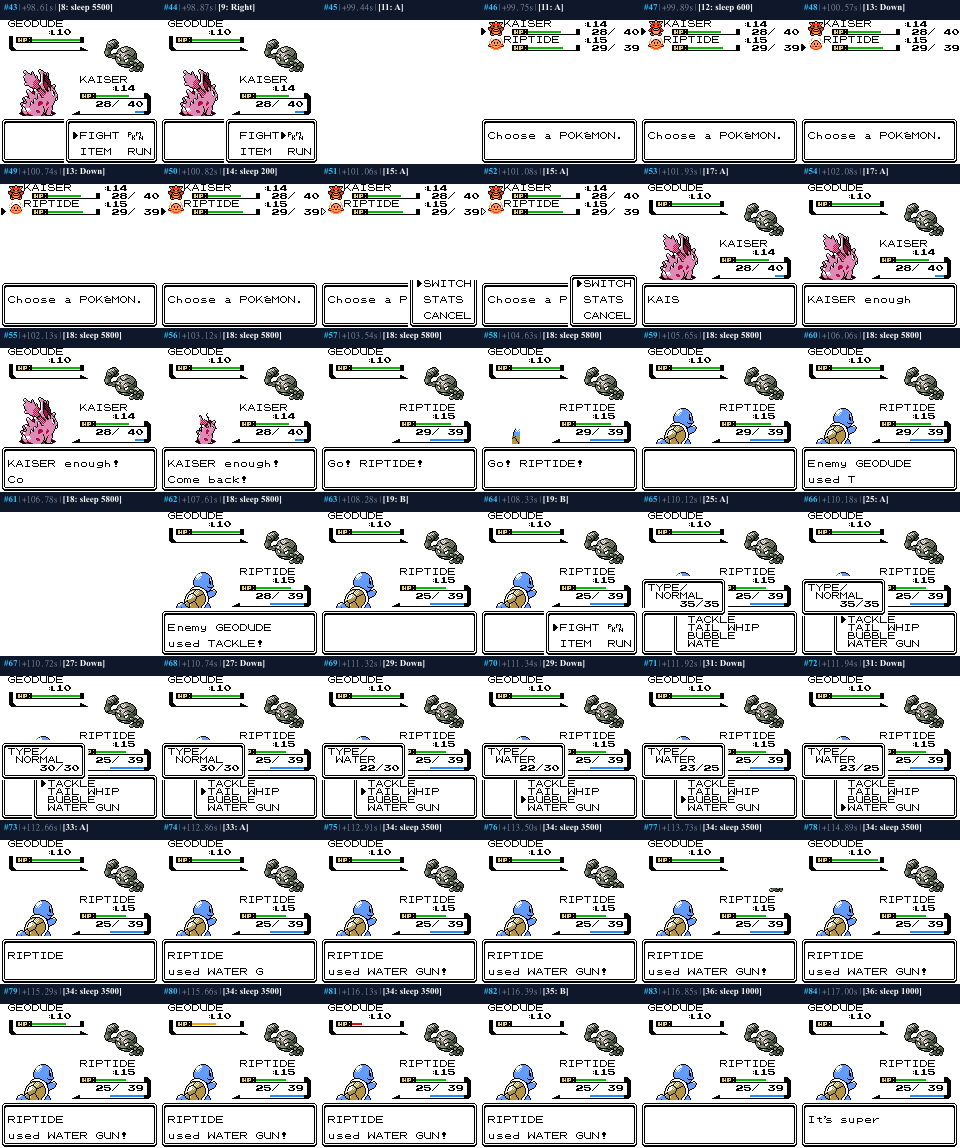 #43|+98.61s|[8: sleep 5500]
GEODUDE
:L10
KAISER
:L14
28/ 40
▶FIGHT PKMN
ITEM RUN
#44|+98.87s|[9: Right]
GEODUDE
:L10
KAISER
:L14
28/ 40
FIGHT▶PKMN
ITEM RUN
#45|+99.44s|[11: A]
#46|+99.75s|[11: A]
KAISER :L14
28/ 40
RIPTIDE :L15
29/ 39
Choose a POKéMON.
#47|+99.89s|[12: sleep 600]
KAISER :L14
28/ 40
RIPTIDE :L15
29/ 39
Choose a POKéMON.
#48|+100.57s|[13: Down]
KAISER :L14
28/ 40
RIPTIDE :L15
29/ 39
Choose a POKéMON.
#49|+100.74s|[13: Down]
KAISER :L14
28/ 40
RIPTIDE :L15
29/ 39
Choose a POKéMON.
#50|+100.82s|[14: sleep 200]
KAISER :L14
28/ 40
RIPTIDE :L15
29/ 39
Choose a POKéMON.
#51|+101.06s|[15: A]
KAISER :L14
28/ 40
RIPTIDE :L15
29/ 39
Choose a P
▶SWITCH
STATS
CANCEL
#52|+101.08s|[15: A]
KAISER :L14
28/ 40
RIPTIDE :L15
29/ 39
Choose a P
▶SWITCH
STATS
CANCEL
#53|+101.93s|[17: A]
GEODUDE
:L10
KAISER
:L14
28/ 40
KAIS
#54|+102.08s|[17: A]
GEODUDE
:L10
KAISER
:L14
28/ 40
KAISER enough
#55|+102.13s|[18: sleep 5800]
GEODUDE
:L10
KAISER
:L14
28/ 40
KAISER enough!
Co
#56|+103.12s|[18: sleep 5800]
GEODUDE
:L10
KAISER
:L14
28/ 40
KAISER enough!
Come back!
#57|+103.54s|[18: sleep 5800]
GEODUDE
:L10
RIPTIDE
:L15
29/ 39
Go! RIPTIDE!
#58|+104.63s|[18: sleep 5800]
GEODUDE
:L10
RIPTIDE
:L15
29/ 39
Go! RIPTIDE!
#59|+105.65s|[18: sleep 5800]
GEODUDE
:L10
RIPTIDE
:L15
29/ 39
#60|+106.06s|[18: sleep 5800]
GEODUDE
:L10
RIPTIDE
:L15
29/ 39
Enemy GEODUDE
used T
#61|+106.78s|[18: sleep 5800]
#62|+107.61s|[18: sleep 5800]
GEODUDE
:L10
RIPTIDE
:L15
28/ 39
Enemy GEODUDE
used TACKLE!
#63|+108.28s|[19: B]
GEODUDE
:L10
RIPTIDE
:L15
25/ 39
#64|+108.33s|[19: B]
GEODUDE
:L10
RIPTIDE
:L15
25/ 39
▶FIGHT PKMN
ITEM RUN
#65|+110.12s|[25: A]
GEODUDE
:L10
RIPTIDE
:L15
25/ 39
TYPE/
NORMAL
35/35
TACKLE
TAIL WHIP
BUBBLE
WATE
#66|+110.18s|[25: A]
GEODUDE
:L10
RIPTIDE
:L15
25/ 39
TYPE/
NORMAL
35/35
▶TACKLE
TAIL WHIP
BUBBLE
WATER GUN
#67|+110.72s|[27: Down]
GEODUDE
:L10
RIPTIDE
:L15
25/ 39
TYPE/
NORMAL
30/30
▶TACKLE
TAIL WHIP
BUBBLE
WATER GUN
#68|+110.74s|[27: Down]
GEODUDE
:L10
RIPTIDE
:L15
25/ 39
TYPE/
NORMAL
30/30
TACKLE
▶TAIL WHIP
BUBBLE
WATER GUN
#69|+111.32s|[29: Down]
GEODUDE
:L10
RIPTIDE
:L15
25/ 39
TYPE/
WATER
22/30
TACKLE
▶TAIL WHIP
BUBBLE
WATER GUN
#70|+111.34s|[29: Down]
GEODUDE
:L10
RIPTIDE
:L15
25/ 39
TYPE/
WATER
22/30
TACKLE
TAIL WHIP
▶BUBBLE
WATER GUN
#71|+111.92s|[31: Down]
GEODUDE
:L10
RIPTIDE
:L15
25/ 39
TYPE/
WATER
23/25
TACKLE
TAIL WHIP
▶BUBBLE
WATER GUN
#72|+111.94s|[31: Down]
GEODUDE
:L10
RIPTIDE
:L15
25/ 39
TYPE/
WATER
23/25
TACKLE
TAIL WHIP
BUBBLE
▶WATER GUN
#73|+112.66s|[33: A]
GEODUDE
:L10
RIPTIDE
:L15
25/ 39
RIPTIDE
#74|+112.86s|[33: A]
GEODUDE
:L10
RIPTIDE
:L15
25/ 39
RIPTIDE
used WATER G
#75|+112.91s|[34: sleep 3500]
GEODUDE
:L10
RIPTIDE
:L15
25/ 39
RIPTIDE
used WATER GUN!
#76|+113.50s|[34: sleep 3500]
GEODUDE
:L10
RIPTIDE
:L15
25/ 39
RIPTIDE
used WATER GUN!
#77|+113.73s|[34: sleep 3500]
GEODUDE
:L10
RIPTIDE
:L15
25/ 39
RIPTIDE
used WATER GUN!
#78|+114.89s|[34: sleep 3500]
GEODUDE
:L10
RIPTIDE
:L15
25/ 39
RIPTIDE
used WATER GUN!
#79|+115.29s|[34: sleep 3500]
GEODUDE
:L10
RIPTIDE
:L15
25/ 39
RIPTIDE
used WATER GUN!
#80|+115.66s|[34: sleep 3500]
GEODUDE
:L10
RIPTIDE
:L15
25/ 39
RIPTIDE
used WATER GUN!
#81|+116.13s|[34: sleep 3500]
GEODUDE
:L10
RIPTIDE
:L15
25/ 39
RIPTIDE
used WATER GUN!
#82|+116.39s|[35: B]
GEODUDE
:L10
RIPTIDE
:L15
25/ 39
RIPTIDE
used WATER GUN!
#83|+116.85s|[36: sleep 1000]
GEODUDE
:L10
RIPTIDE
:L15
25/ 39
#84|+117.00s|[36: sleep 1000]
GEODUDE
:L10
RIPTIDE
:L15
25/ 39
It's super